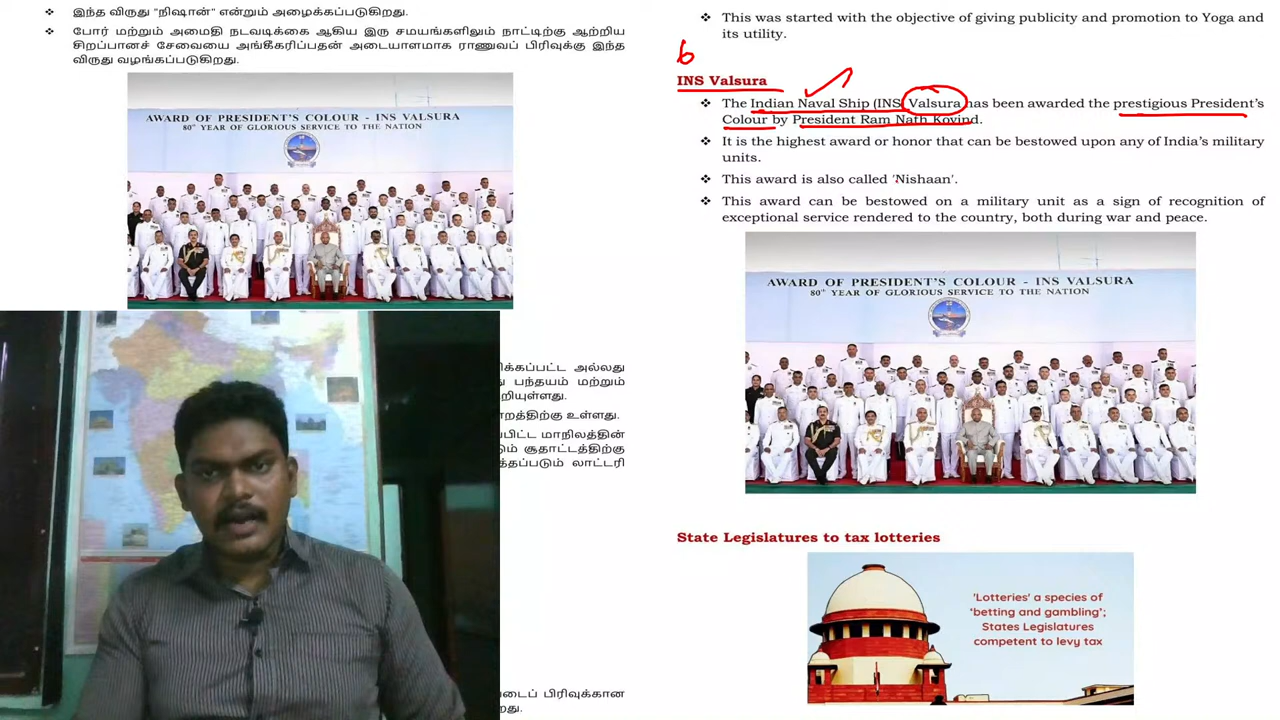 ❖ இந்த விருது "நிஷான்" என்றும் அழைக்கப்படுகிறது.
❖ போர் மற்றும் அமைதி நடவடிக்கை ஆகிய இரு சமயங்களிலும் நாட்டிற்கு ஆற்றிய
சிறப்பானச் சேவையை அங்கீகரிப்பதன் அடையாளமாக ராணுவப் பிரிவுக்கு இந்த
விருது வழங்கப்படுகிறது.
AWARD OF PRESIDENT'S COLOUR - INS VALSURA
80th YEAR OF GLORIOUS SERVICE TO THE NATION
க்கப்பட்ட அல்லது
து பந்தயம் மற்றும்
றியுள்ளது.
றத்திற்கு உள்ளது.
பிட்ட மாநிலத்தின்
ம் சூதாட்டத்திற்கு
த்தப்படும் லாட்டரி
டைப் பிரிவுக்கான
து.
❖ This was started with the objective of giving publicity and promotion to Yoga and
its utility.
6
INS Valsura
❖ The Indian Naval Ship (INS Valsura has been awarded the prestigious President's
Colour by President Ram Nath Kovind.
❖ It is the highest award or honor that can be bestowed upon any of India's military
units.
❖ This award is also called 'Nishaan'.
❖ This award can be bestowed on a military unit as a sign of recognition of
exceptional service rendered to the country, both during war and peace.
AWARD OF PRESIDENT'S COLOUR - INS VALSURA
80th YEAR OF GLORIOUS SERVICE TO THE NATION
State Legislatures to tax lotteries
'Lotteries' a species of
'betting and gambling';
States Legislatures
competent to levy tax